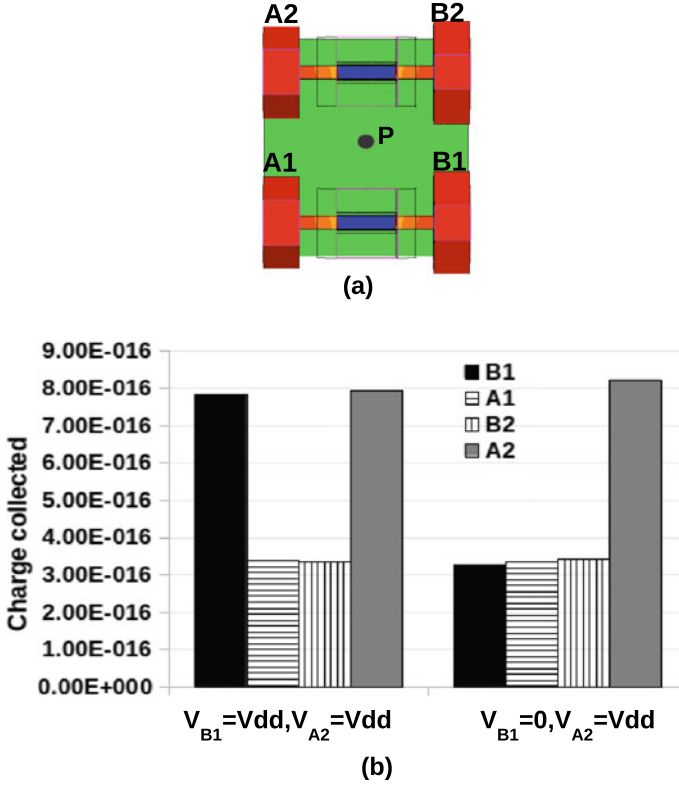 A2 B2
P
A1 B1
(a)
9.00E-016
8.00E-016
7.00E-016
6.00E-016
5.00E-016
4.00E-016
3.00E-016
2.00E-016
1.00E-016
0.00E+000
Charge collected
B1
A1
B2
A2
VB1=Vdd,VA2=Vdd
VB1=0,VA2=Vdd
(b)